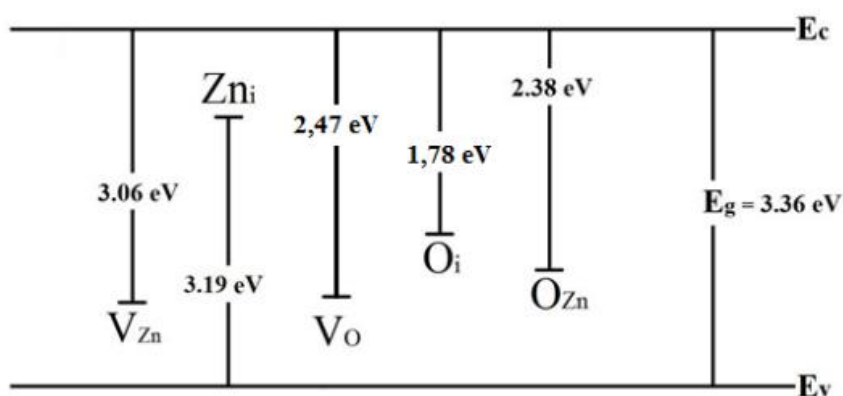 Ec
Zni
2.38 eV
2,47 eV
1,78 eV
3.06 eV
Eg = 3.36 eV
Oi
3.19 eV
OZn
VZn
VO
Ev